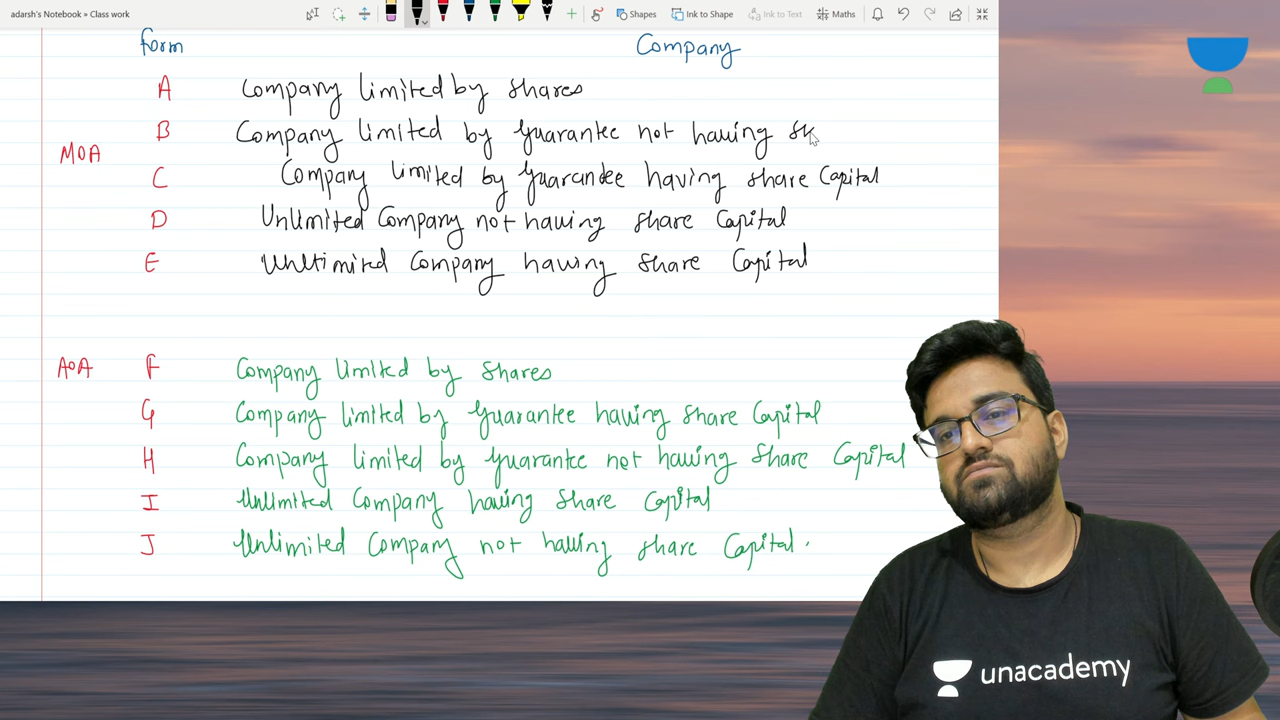 adarsh's Notebook » Class work
Shapes Ink to Shape Ink to Text Maths
form Company
A Company limited by shares
B Company limited by guarantee not having
MOA
C Company limited by guarandee having share Capital
D Unlimited Company not having share Capital
E Unltimited Company having share Capital
AOA F Company limited by shares
G Company limited by guarantee having share Capital
H Company limited by guarantee not having share Capital
I Unlimited Company having share Capital
J Unlimited Company not having share Capital.
unacademy